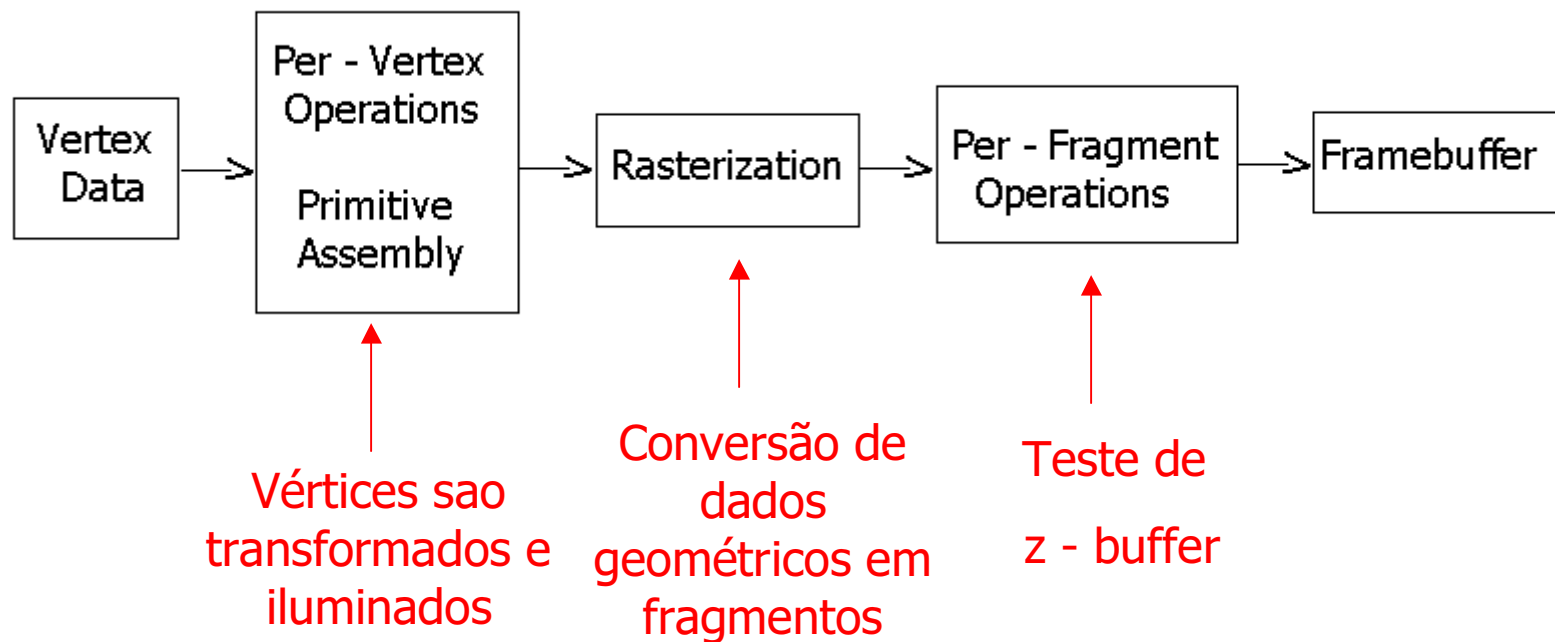 Vertex
Data
Per - Vertex
Operations
Primitive
Assembly
Rasterization
Per - Fragment
Operations
Framebuffer
Vértices sao
transformados e
iluminados
Conversão de
dados
geométricos em
fragmentos
Teste de
z - buffer